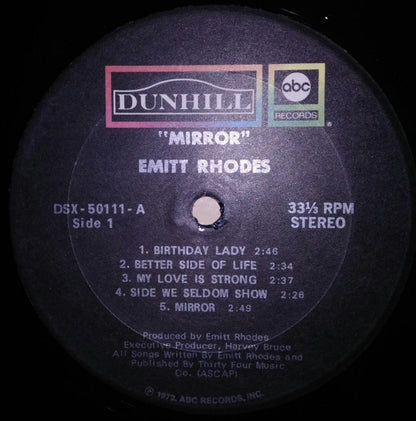 DUNHILL
abc
RECORDS
®
"MIRROR"
EMITT RHODES
DSX-50111-A 33⅓ RPM
Side 1 STEREO
1. BIRTHDAY LADY 2:46
2. BETTER SIDE OF LIFE 2:34
3. MY LOVE IS STRONG 2:37
4. SIDE WE SELDOM SHOW 2:26
5. MIRROR 2:49
Produced by Emitt Rhodes
Executive Producer, Harvey Bruce
All Songs Written By Emitt Rhodes and
Published By Thirty Four Music
Co. (ASCAP)
℗ 1972, ABC RECORDS, INC.